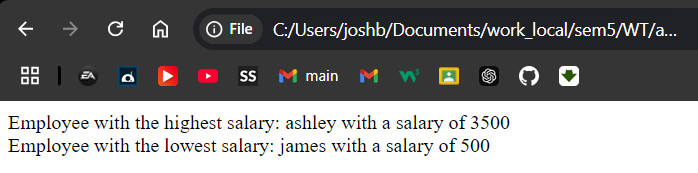 File
C:/Users/joshb/Documents/work_local/sem5/WT/a...
EA
SS
main
Employee with the highest salary: ashley with a salary of 3500
Employee with the lowest salary: james with a salary of 500